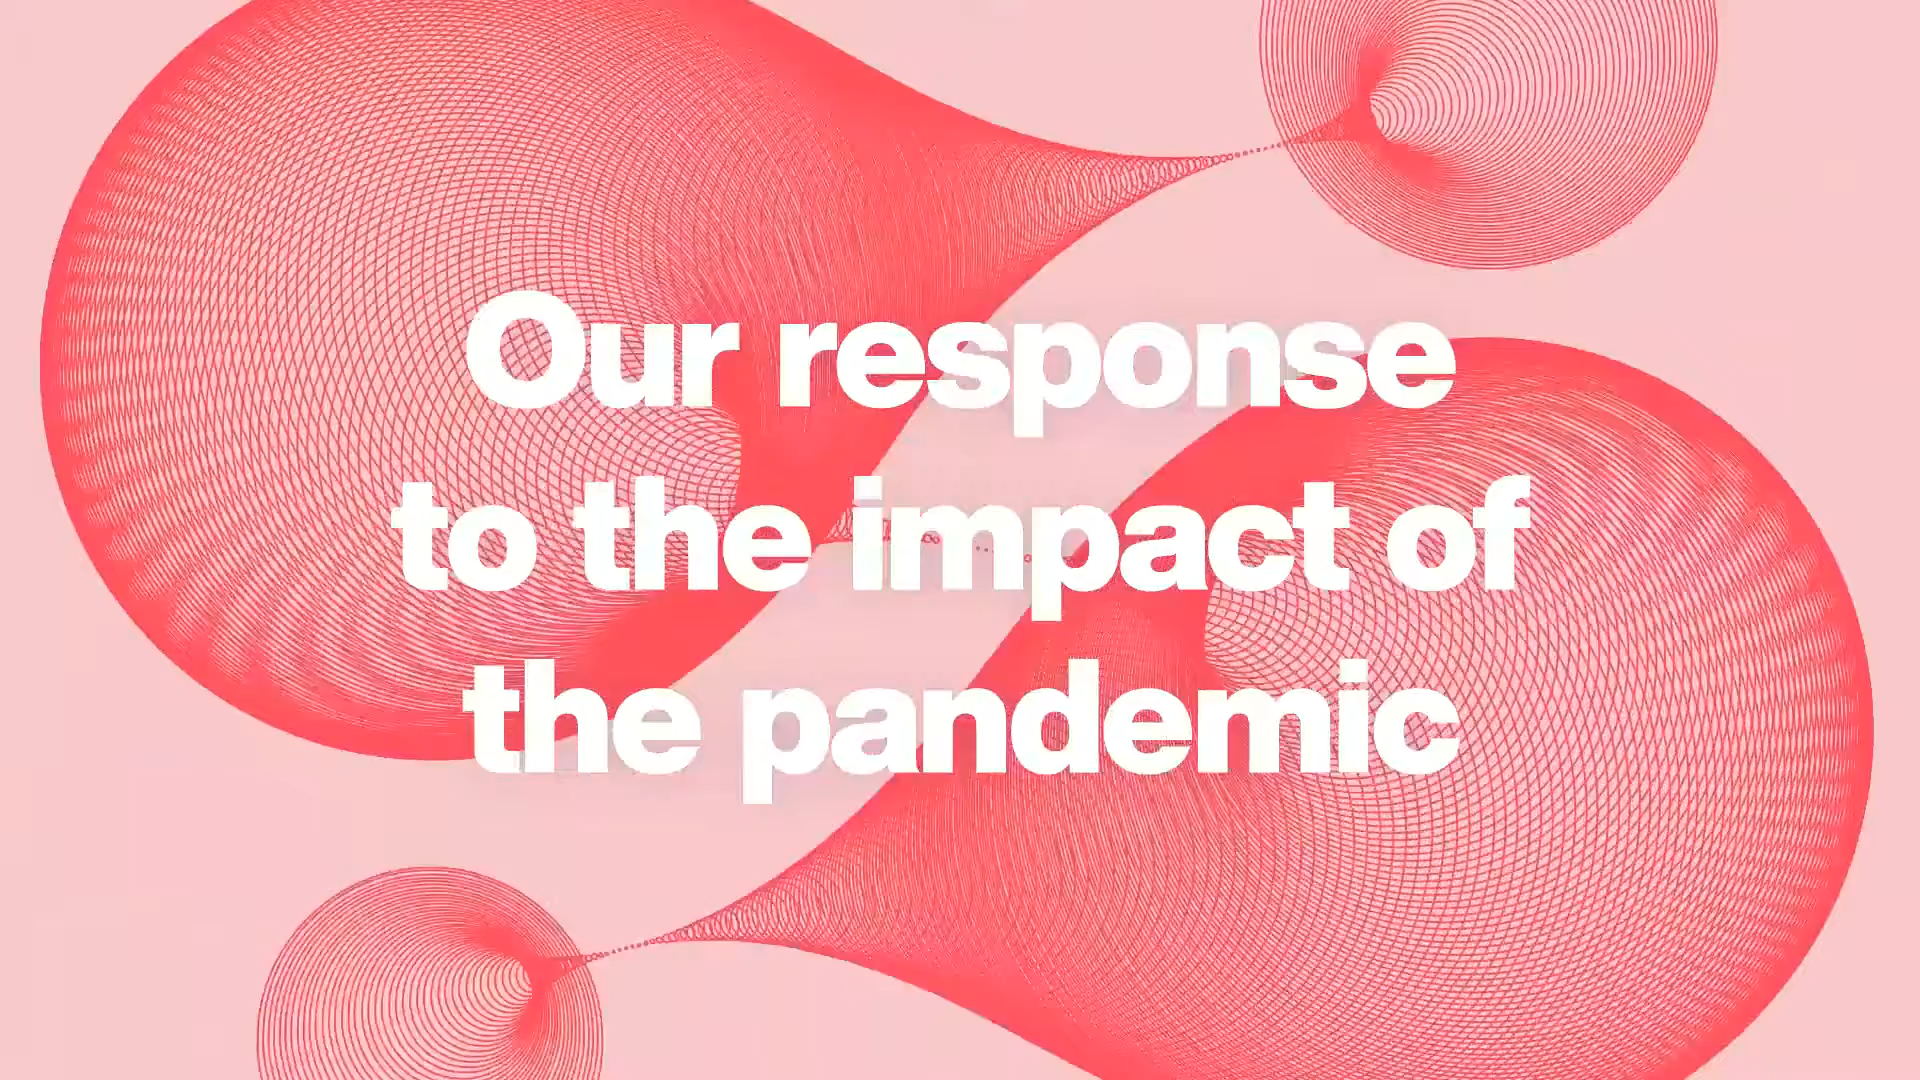 Our response
to the impact of
the pandemic